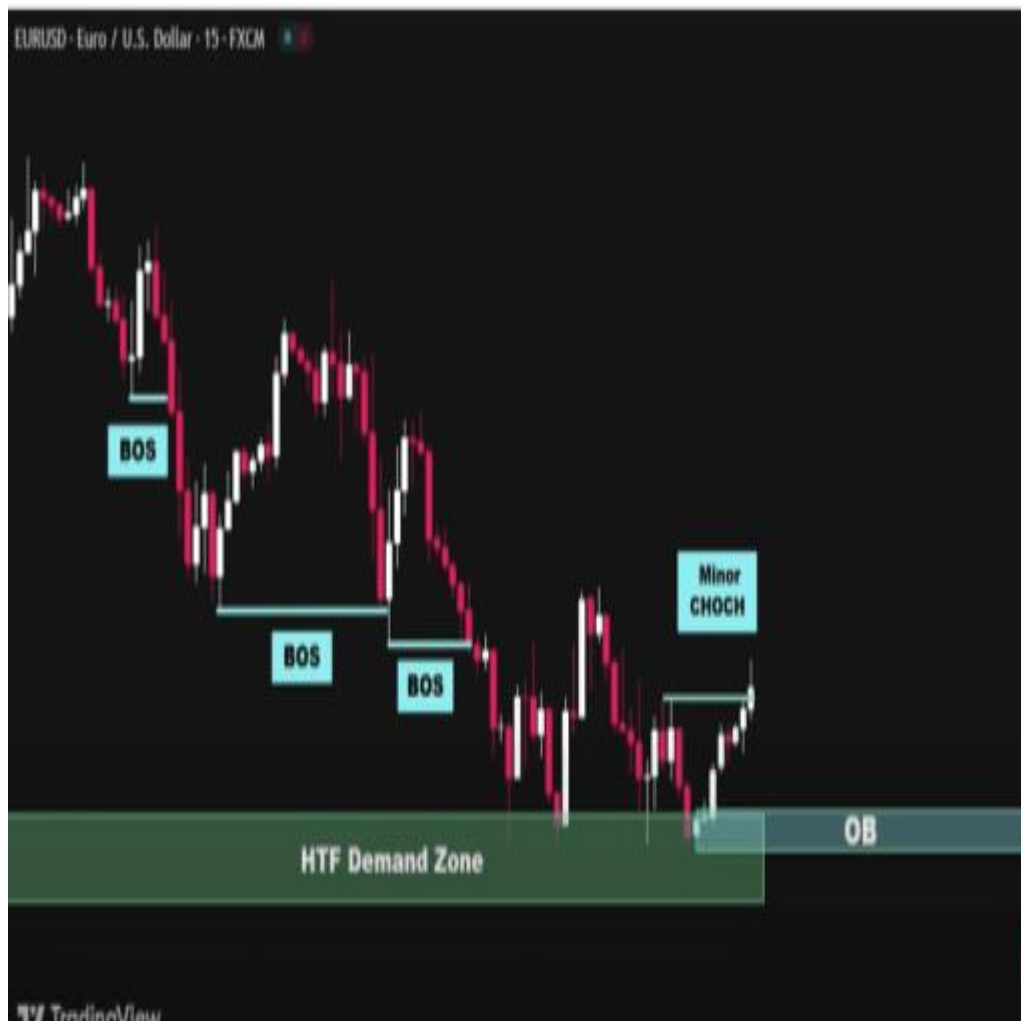 EURUSD · Euro / U.S. Dollar · 15 · FXCM
BOS
BOS
BOS
Minor
CHOCH
OB
HTF Demand Zone
TradingView